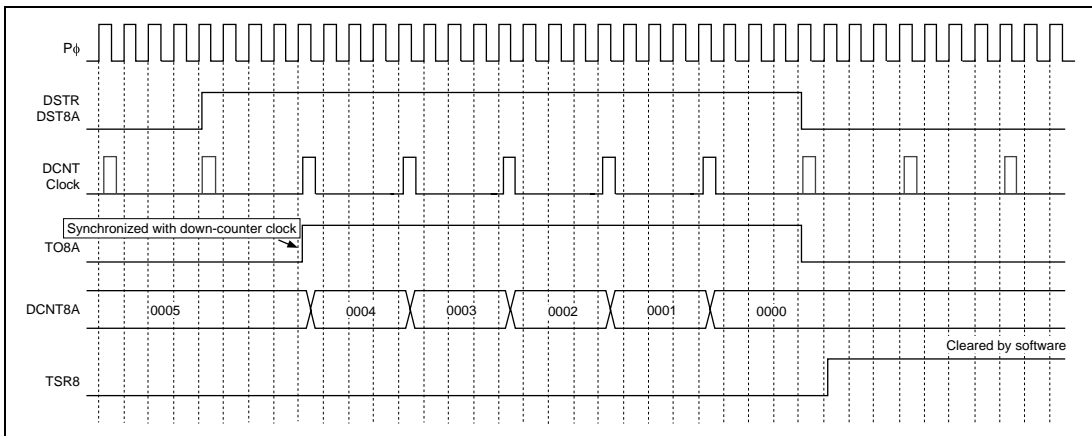 Pϕ
DSTR
DST8A
DCNT
Clock
Synchronized with down-counter clock
TO8A
DCNT8A
0005
0004
0003
0002
0001
0000
Cleared by software
TSR8